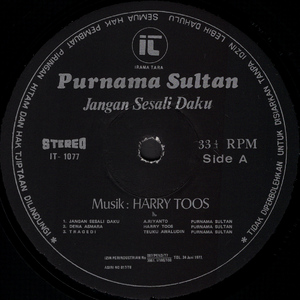 SEMUA HAK PEMBUAT PIRINGAN HITAM DAN HAK TJIPTAAN DILINDUNGI
TANPA IDZIN LEBIH DAHULU
TIDAK DIPERBOLEHKAN UNTUK DISIARKAN
it
IRAMA TARA
Purnama Sultan
Jangan Sesali Daku
STEREO
IT - 1077
33⅓ RPM
Side A
Musik : HARRY TOOS
1. JANGAN SESALI DAKU A.RIYANTO PURNAMA SULTAN
2. DENA ASMARA HARRY TOOS PURNAMA SULTAN
3. TRAGEDI TEUKU AWALUDIN PURNAMA SULTAN